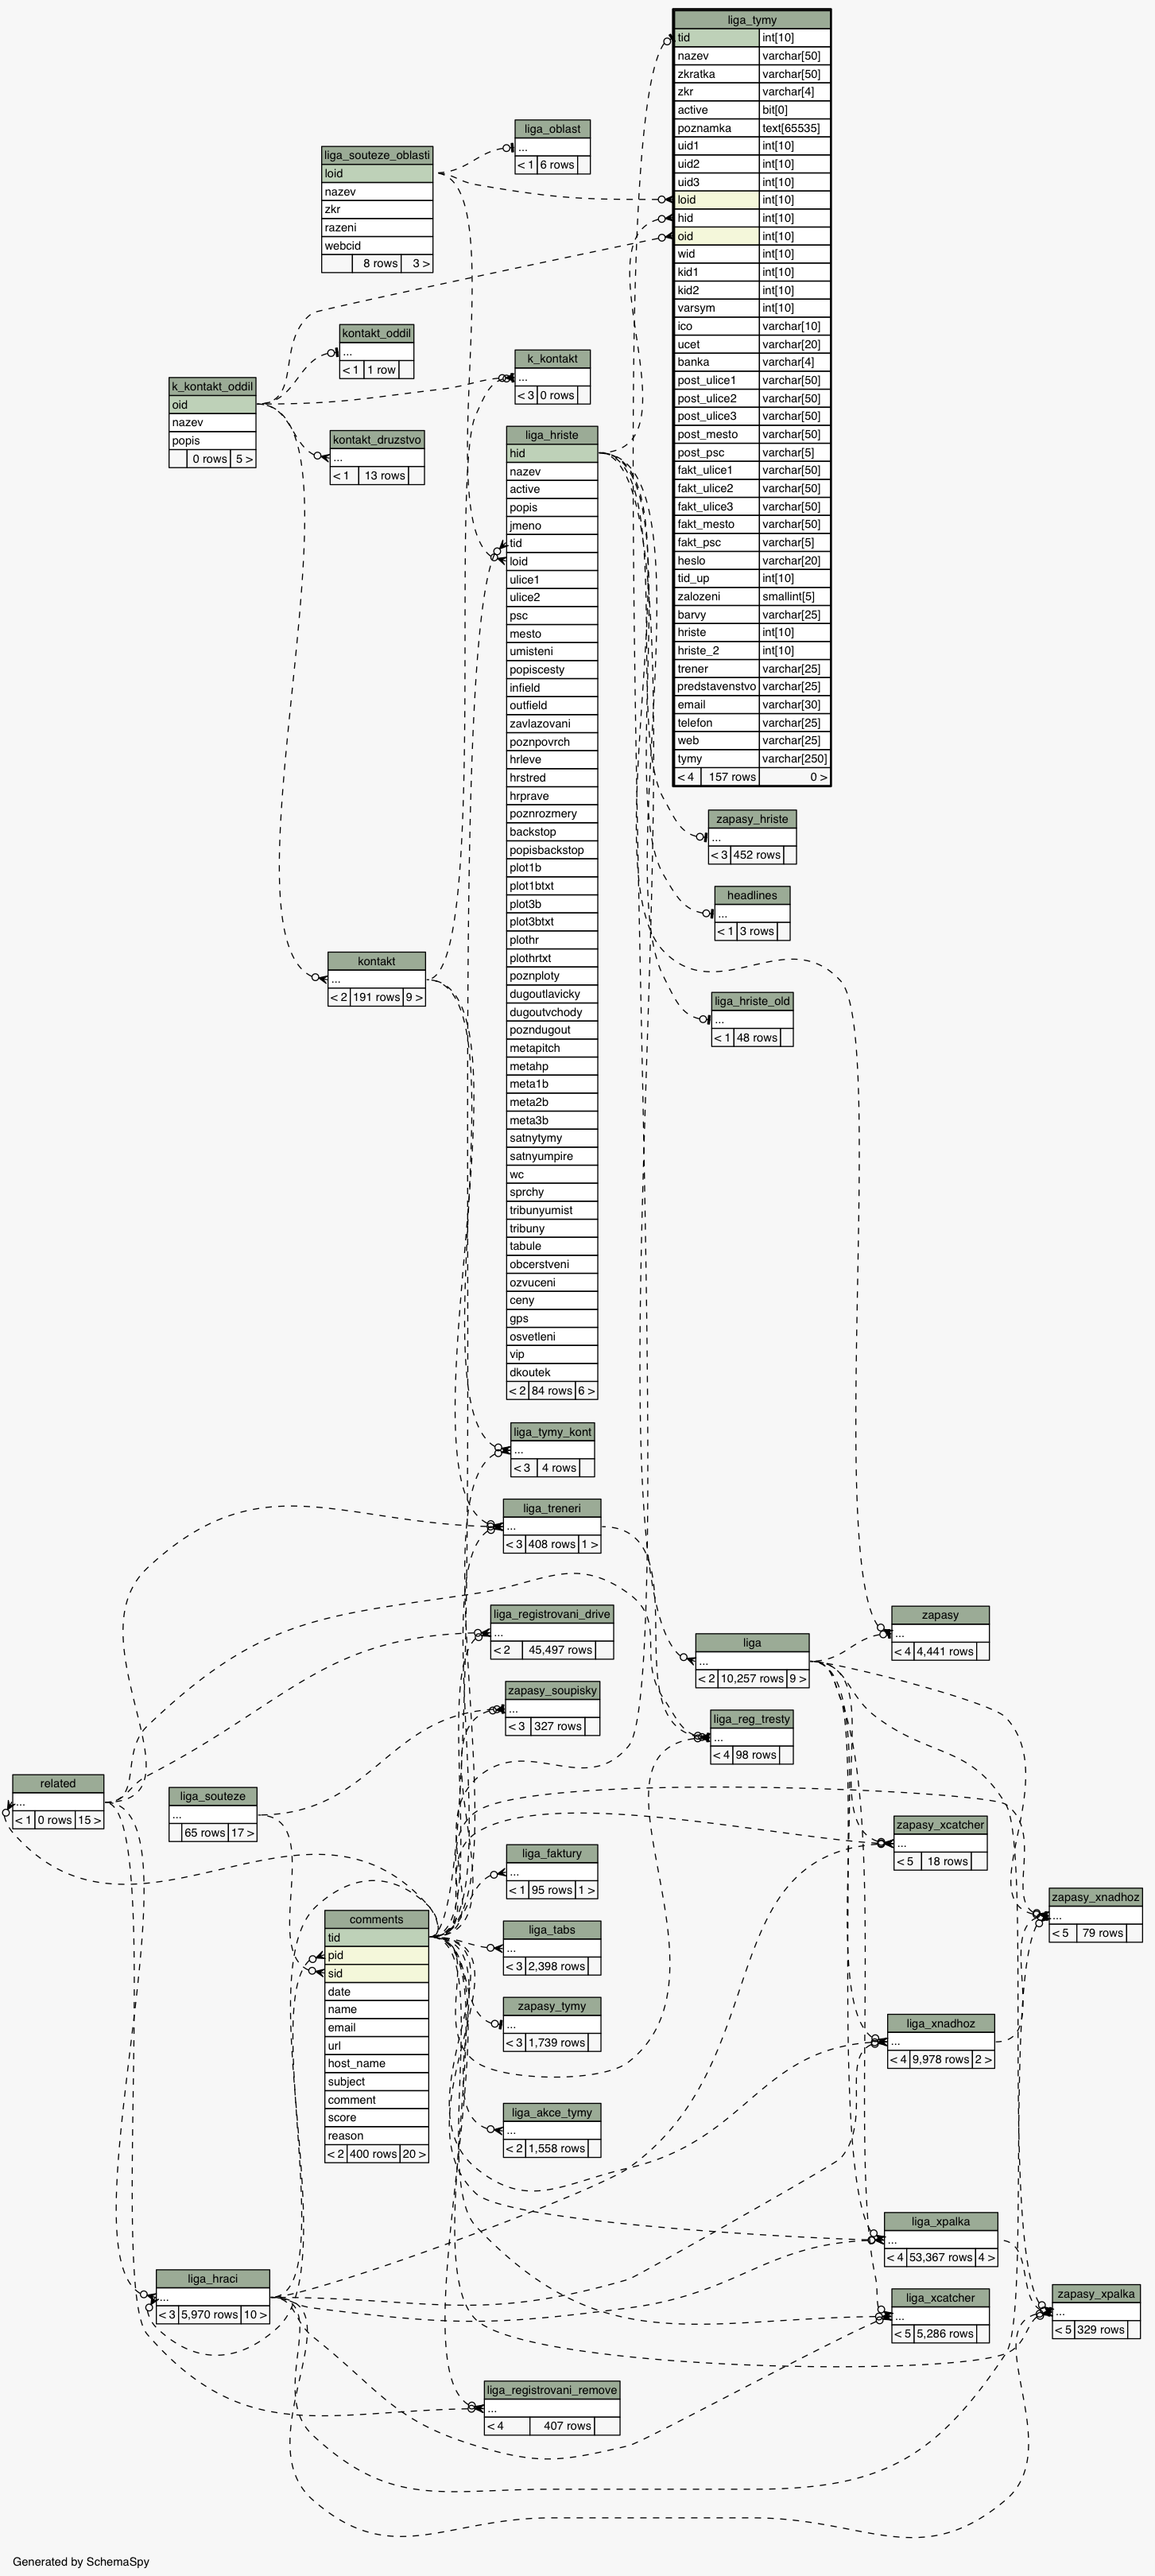 liga_tymy
tid int[10]
nazev varchar[50]
zkratka varchar[50]
zkr varchar[4]
active bit[0]
poznamka text[65535]
uid1 int[10]
uid2 int[10]
uid3 int[10]
loid int[10]
hid int[10]
oid int[10]
wid int[10]
kid1 int[10]
kid2 int[10]
varsym int[10]
ico varchar[10]
ucet varchar[20]
banka varchar[4]
post_ulice1 varchar[50]
post_ulice2 varchar[50]
post_ulice3 varchar[50]
post_mesto varchar[50]
post_psc varchar[5]
fakt_ulice1 varchar[50]
fakt_ulice2 varchar[50]
fakt_ulice3 varchar[50]
fakt_mesto varchar[50]
fakt_psc varchar[5]
heslo varchar[20]
tid_up int[10]
zalozeni smallint[5]
barvy varchar[25]
hriste int[10]
hriste_2 int[10]
trener varchar[25]
predstavenstvo varchar[25]
email varchar[30]
telefon varchar[25]
web varchar[25]
tymy varchar[250]
< 4 157 rows 0 >
liga_oblast
...
< 1 6 rows
liga_souteze_oblasti
loid
nazev
zkr
razeni
webcid
8 rows 3 >
kontakt_oddil
...
< 1 1 row
k_kontakt
...
< 3 0 rows
k_kontakt_oddil
oid
nazev
popis
0 rows 5 >
kontakt_druzstvo
...
< 1 13 rows
liga_hriste
hid
nazev
active
popis
jmeno
tid
loid
ulice1
ulice2
psc
mesto
umisteni
popiscesty
infield
outfield
zavlazovani
poznpovrch
hrleve
hrstred
hrprave
poznrozmery
backstop
popisbackstop
plot1b
plot1btxt
plot3b
plot3btxt
plothr
plothrtxt
poznploty
dugoutlavicky
dugoutvchody
pozndugout
metapitch
metahp
meta1b
meta2b
meta3b
satnytymy
satnyumpire
wc
sprchy
tribunyumist
tribuny
tabule
obcerstveni
ozvuceni
ceny
gps
osvetleni
vip
dkoutek
< 2 84 rows 6 >
zapasy_hriste
...
< 3 452 rows
headlines
...
< 1 3 rows
kontakt
...
< 2 191 rows 9 >
liga_hriste_old
...
< 1 48 rows
liga_tymy_kont
...
< 3 4 rows
liga_treneri
...
< 3 408 rows 1 >
liga_registrovani_drive
...
< 2 45,497 rows
zapasy
...
< 4 4,441 rows
liga
...
< 2 10,257 rows 9 >
zapasy_soupisky
...
< 3 327 rows
liga_reg_tresty
...
< 4 98 rows
related
...
< 1 0 rows 15 >
liga_souteze
...
65 rows 17 >
zapasy_xcatcher
...
< 5 18 rows
liga_faktury
...
< 1 95 rows 1 >
zapasy_xnadhoz
...
< 5 79 rows
comments
tid
pid
sid
date
name
email
url
host_name
subject
comment
score
reason
< 2 400 rows 20 >
liga_tabs
...
< 3 2,398 rows
zapasy_tymy
...
< 3 1,739 rows
liga_xnadhoz
...
< 4 9,978 rows 2 >
liga_akce_tymy
...
< 2 1,558 rows
liga_xpalka
...
< 4 53,367 rows 4 >
liga_hraci
...
< 3 5,970 rows 10 >
liga_xcatcher
...
< 5 5,286 rows
zapasy_xpalka
...
< 5 329 rows
liga_registrovani_remove
...
< 4 407 rows
Generated by SchemaSpy